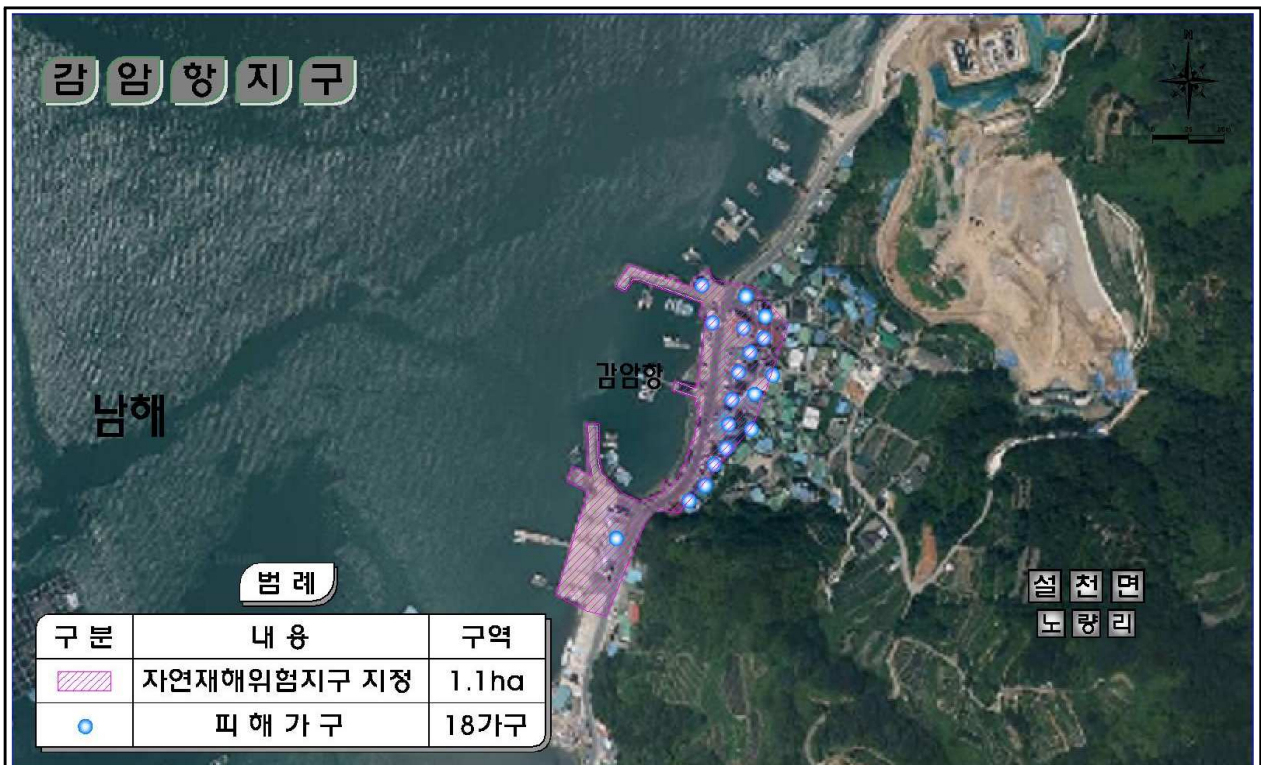 감암항지구
감암항
남해
설천면
노량리
범례
구분 내용 구역
자연재해위험지구 지정 1.1ha
피해가구 18가구